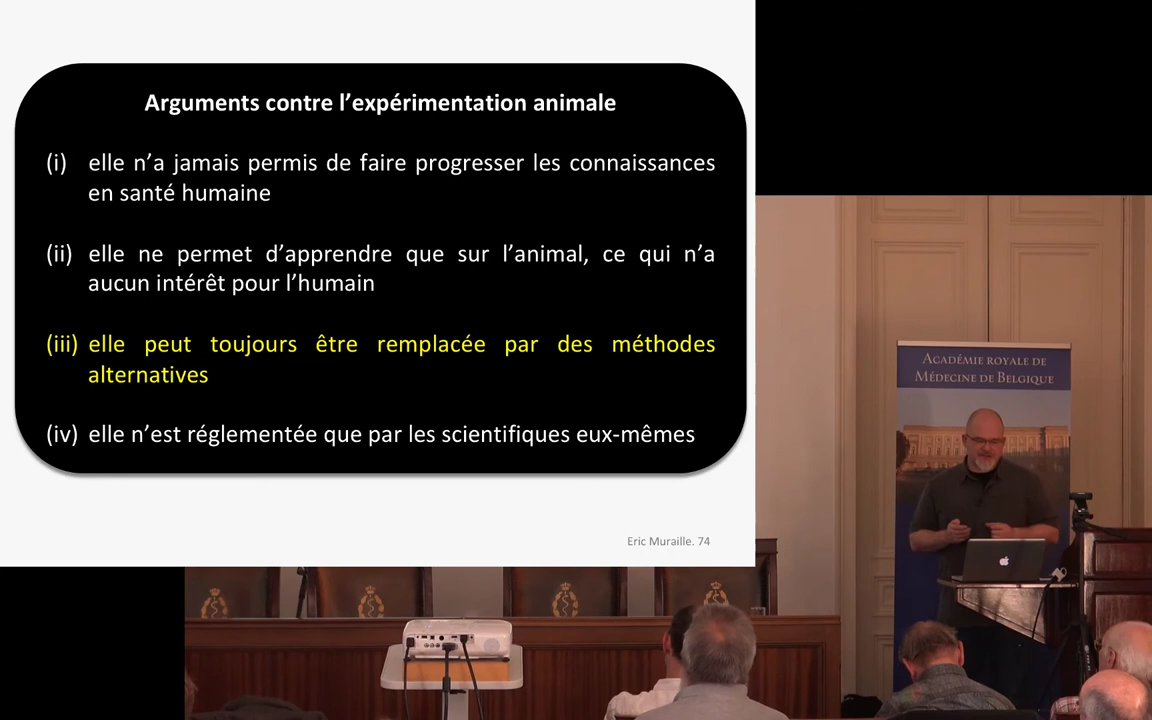 Arguments contre l’expérimentation animale
(i) elle n’a jamais permis de faire progresser les connaissances
en santé humaine
(ii) elle ne permet d’apprendre que sur l’animal, ce qui n’a
aucun intérêt pour l’humain
(iii) elle peut toujours être remplacée par des méthodes
alternatives
(iv) elle n’est réglementée que par les scientifiques eux-mêmes
Eric Muraille. 74
Académie royale de
Médecine de Belgique